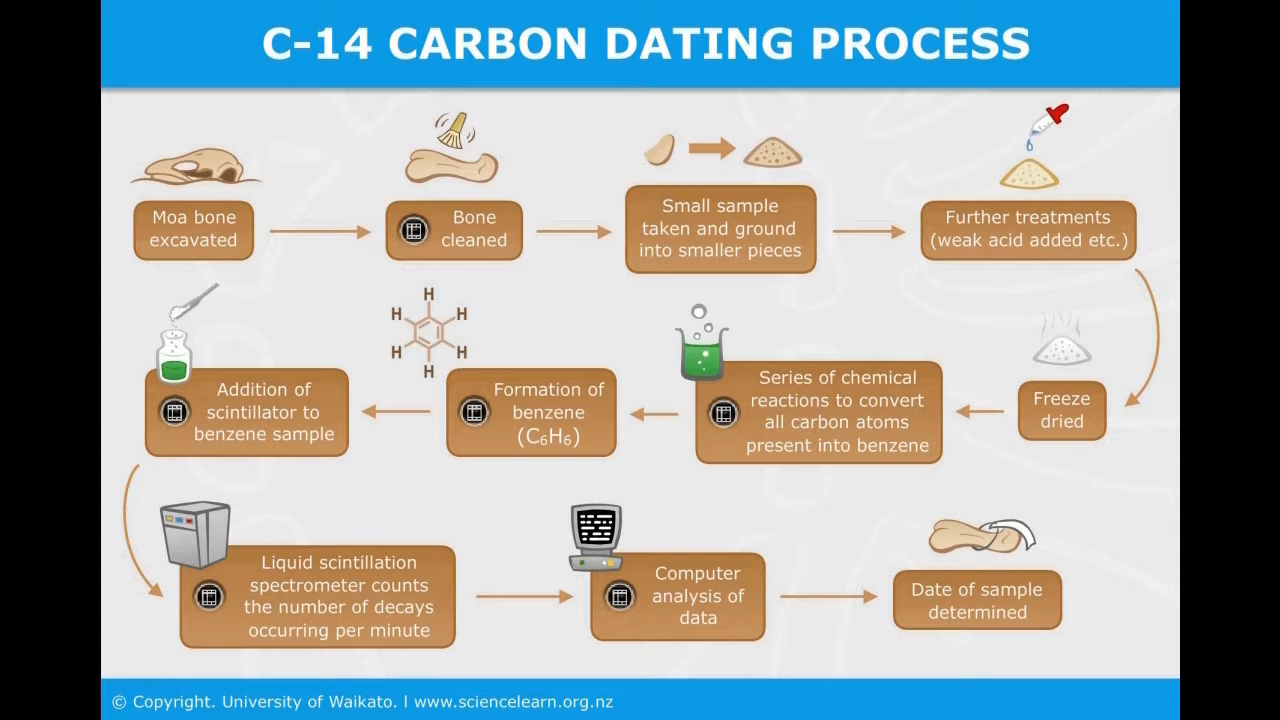 C-14 CARBON DATING PROCESS
Moa bone
excavated
Bone
cleaned
Small sample
taken and ground
into smaller pieces
Further treatments
(weak acid added etc.)
Freeze
dried
Series of chemical
reactions to convert
all carbon atoms
present into benzene
H
H
H
H
H
H
Formation of
benzene
(C₆H₆)
Addition of
scintillator to
benzene sample
Liquid scintillation
spectrometer counts
the number of decays
occurring per minute
Computer
analysis of
data
Date of sample
determined
© Copyright. University of Waikato. l www.sciencelearn.org.nz